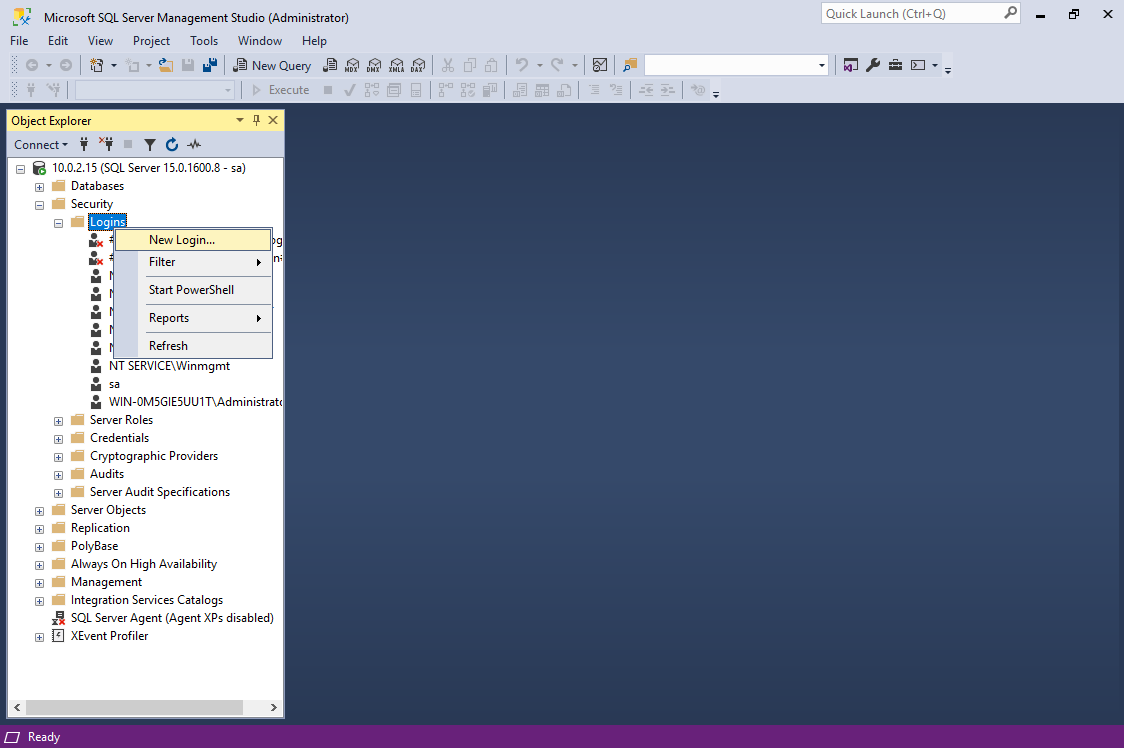 Microsoft SQL Server Management Studio (Administrator)
Quick Launch (Ctrl+Q)
File Edit View Project Tools Window Help
New Query MDX DMX XMLA DAX
Execute
Object Explorer
Connect
10.0.2.15 (SQL Server 15.0.1600.8 - sa)
Databases
Security
Logins
New Login...
Filter
Start PowerShell
Reports
Refresh
NT SERVICE\Winmgmt
sa
WIN-0M5GIE5UU1T\Administrato
Server Roles
Credentials
Cryptographic Providers
Audits
Server Audit Specifications
Server Objects
Replication
PolyBase
Always On High Availability
Management
Integration Services Catalogs
SQL Server Agent (Agent XPs disabled)
XEvent Profiler
Ready